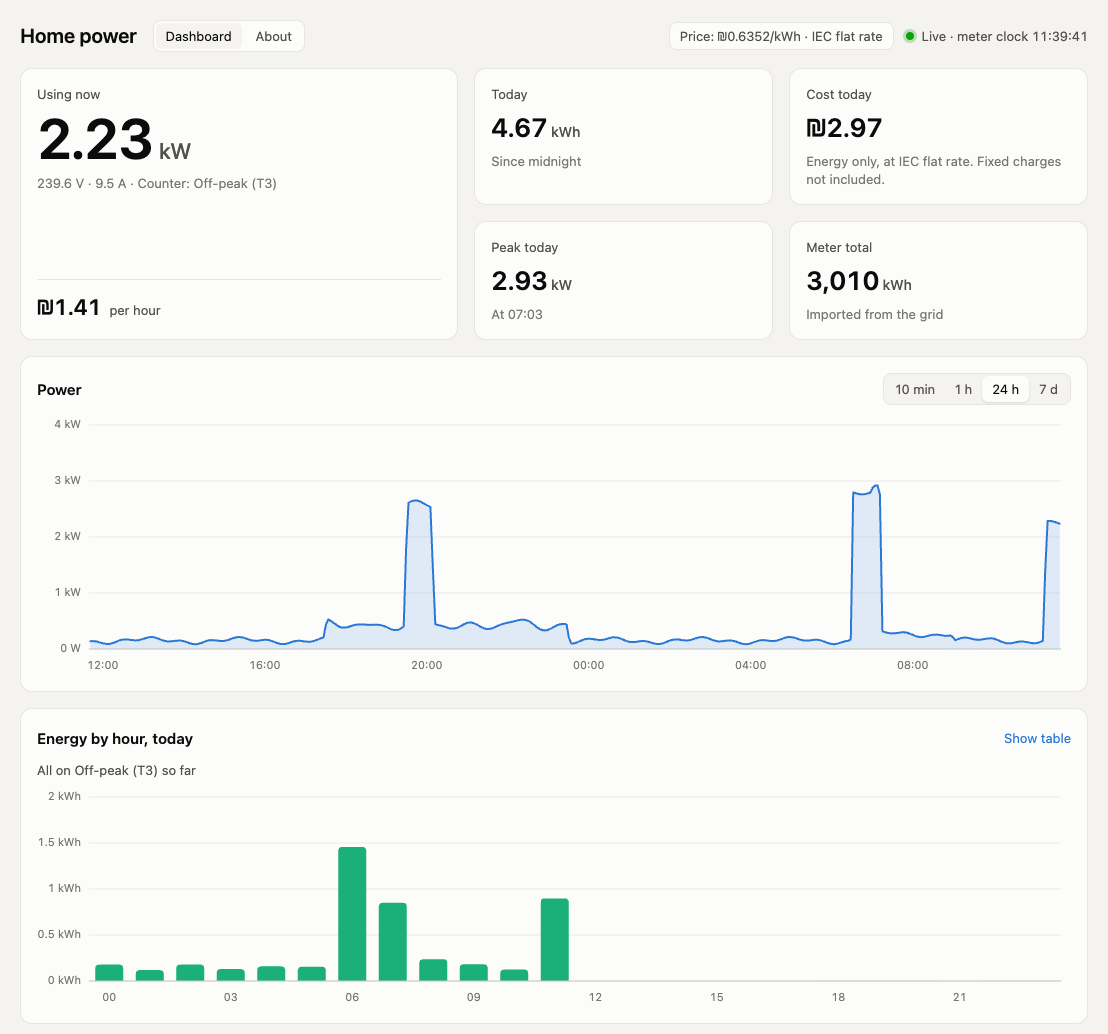 Home power
Dashboard
About
Price: ₪0.6352/kWh · IEC flat rate
Live · meter clock 11:39:41
Using now
2.23 kW
239.6 V · 9.5 A · Counter: Off-peak (T3)
₪1.41 per hour
Today
4.67 kWh
Since midnight
Cost today
₪2.97
Energy only, at IEC flat rate. Fixed charges
not included.
Peak today
2.93 kW
At 07:03
Meter total
3,010 kWh
Imported from the grid
Power
10 min
1 h
24 h
7 d
4 kW
3 kW
2 kW
1 kW
0 W
12:00
16:00
20:00
00:00
04:00
08:00
Energy by hour, today
Show table
All on Off-peak (T3) so far
2 kWh
1.5 kWh
1 kWh
0.5 kWh
0 kWh
00
03
06
09
12
15
18
21